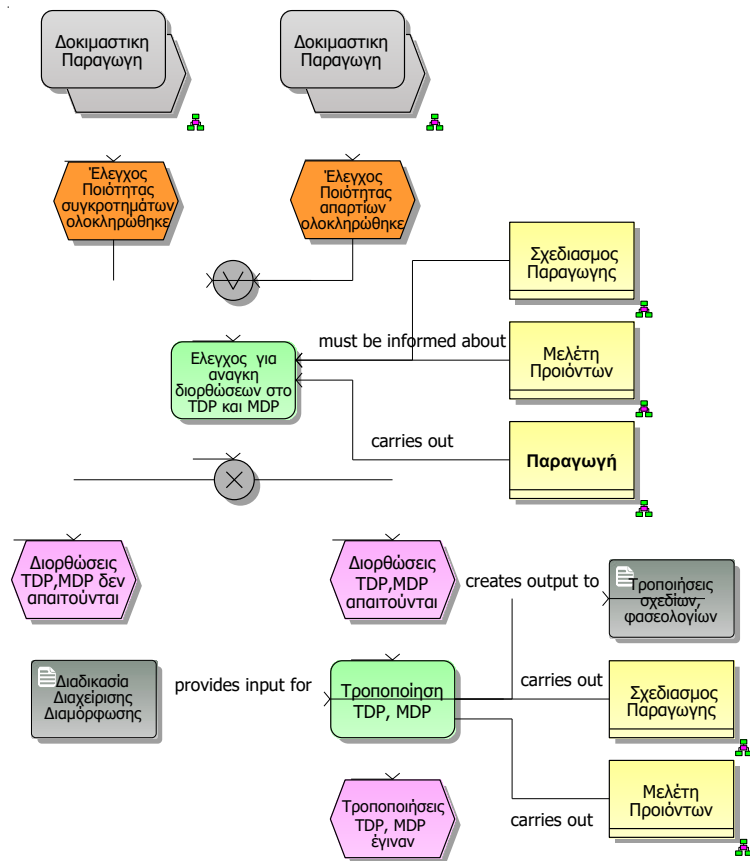 Δοκιμαστικη
Παραγωγη
Δοκιμαστικη
Παραγωγη
Έλεγχος
Ποιότητας
συγκροτημάτων
ολοκληρώθηκε
Έλεγχος
Ποιότητας
απαρτίων
ολοκληρώθηκε
Σχεδιασμος
Παραγωγης
must be informed about
Μελέτη
Προιόντων
Ελεγχος για
αναγκη
διορθώσεων στο
TDP και MDP
carries out
Παραγωγή
Διορθώσεις
TDP,MDP δεν
απαιτούνται
Διορθώσεις
TDP,MDP
απαιτούνται
creates output to
Τροποιήσεις
σχεδίων,
φασεολογίων
Διαδικασία
Διαχείρισης
Διαμόρφωσης
provides input for
Τροποποίηση
TDP, MDP
carries out
Σχεδιασμος
Παραγωγης
Τροποποιήσεις
TDP, MDP
έγιναν
carries out
Μελέτη
Προιόντων